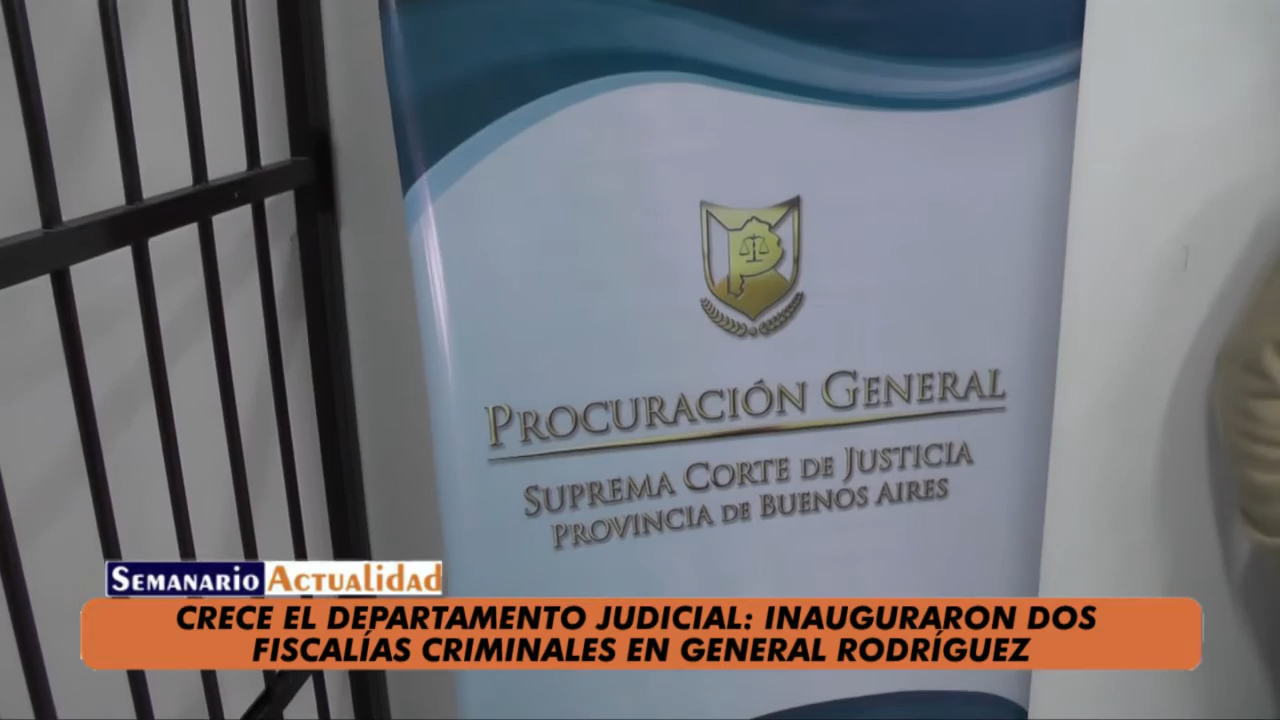 PROCURACIÓN GENERAL
SUPREMA CORTE DE JUSTICIA
PROVINCIA DE BUENOS AIRES
SEMANARIO ACTUALIDAD
CRECE EL DEPARTAMENTO JUDICIAL: INAUGURARON DOS
FISCALÍAS CRIMINALES EN GENERAL RODRÍGUEZ